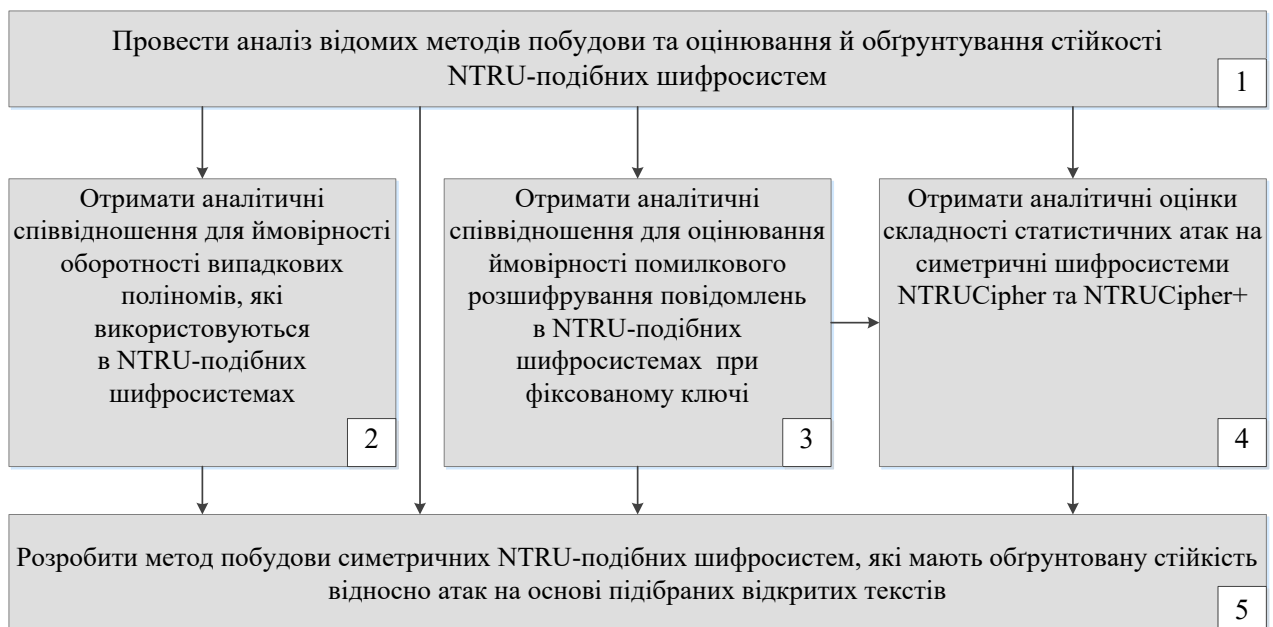 Провести аналіз відомих методів побудови та оцінювання й обґрунтування стійкості
NTRU-подібних шифросистем
1
Отримати аналітичні
співвідношення для ймовірності
оборотності випадкових
поліномів, які
використовуються
в NTRU-подібних
шифросистемах
2
Отримати аналітичні
співвідношення для оцінювання
ймовірності помилкового
розшифрування повідомлень
в NTRU-подібних
шифросистемах при
фіксованому ключі
3
Отримати аналітичні оцінки
складності статистичних атак на
симетричні шифросистеми
NTRUCipher та NTRUCipher+
4
Розробити метод побудови симетричних NTRU-подібних шифросистем, які мають обґрунтовану стійкість
відносно атак на основі підібраних відкритих текстів
5